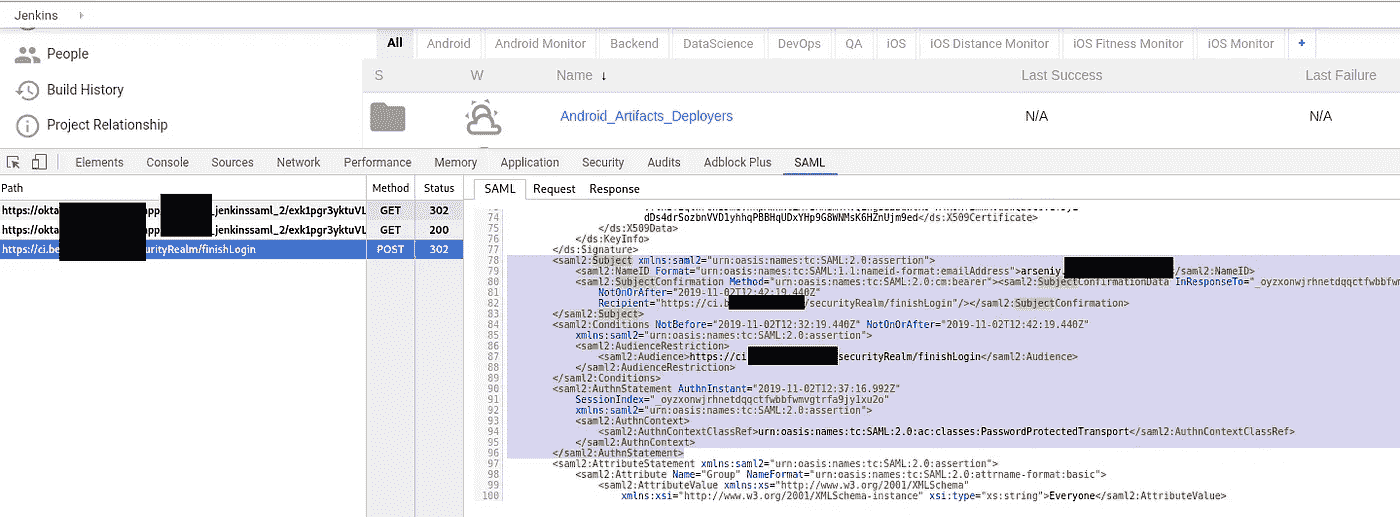 Jenkins
People
Build History
Project Relationship
All Android Android Monitor Backend DataScience DevOps QA iOS iOS Distance Monitor iOS Fitness Monitor iOS Monitor +
S W Name ↓ Last Success Last Failure
Android_Artifacts_Deployers N/A N/A
Elements Console Sources Network Performance Memory Application Security Audits Adblock Plus SAML
Path Method Status
https://okta app _jenkinssaml_2/exk1pgr3yktuVL GET 302
https://okta app _jenkinssaml_2/exk1pgr3yktuVL GET 200
https://ci.be urityRealm/finishLogin POST 302
SAML Request Response
74 dDs4drSozbnVVD1yhhqPBBHqUDxYHp9G8WNMsK6HZnUjm9ed</ds:X509Certificate>
75 </ds:X509Data>
76 </ds:KeyInfo>
77 </ds:Signature>
78 <saml2:Subject xmlns:saml2="urn:oasis:names:tc:SAML:2.0:assertion">
79 <saml2:NameID Format="urn:oasis:names:tc:SAML:1.1:nameid-format:emailAddress">arseniy. </saml2:NameID>
80 <saml2:SubjectConfirmation Method="urn:oasis:names:tc:SAML:2.0:cm:bearer"><saml2:SubjectConfirmationData InResponseTo="_oyzxonwjrhnetdqqctfwbbfwm
81 NotOnOrAfter="2019-11-02T12:42:19.440Z"
82 Recipient="https://ci.b /securityRealm/finishLogin"/></saml2:SubjectConfirmation>
83 </saml2:Subject>
84 <saml2:Conditions NotBefore="2019-11-02T12:32:19.440Z" NotOnOrAfter="2019-11-02T12:42:19.440Z"
85 xmlns:saml2="urn:oasis:names:tc:SAML:2.0:assertion">
86 <saml2:AudienceRestriction>
87 <saml2:Audience>https://ci securityRealm/finishLogin</saml2:Audience>
88 </saml2:AudienceRestriction>
89 </saml2:Conditions>
90 <saml2:AuthnStatement AuthnInstant="2019-11-02T12:37:16.992Z"
91 SessionIndex="_oyzxonwjrhnetdqqctfwbbfwmvgtrfa9jy1xu2o"
92 xmlns:saml2="urn:oasis:names:tc:SAML:2.0:assertion">
93 <saml2:AuthnContext>
94 <saml2:AuthnContextClassRef>urn:oasis:names:tc:SAML:2.0:ac:classes:PasswordProtectedTransport</saml2:AuthnContextClassRef>
95 </saml2:AuthnContext>
96 </saml2:AuthnStatement>
97 <saml2:AttributeStatement xmlns:saml2="urn:oasis:names:tc:SAML:2.0:assertion">
98 <saml2:Attribute Name="Group" NameFormat="urn:oasis:names:tc:SAML:2.0:attrname-format:basic">
99 <saml2:AttributeValue xmlns:xs="http://www.w3.org/2001/XMLSchema"
100 xmlns:xsi="http://www.w3.org/2001/XMLSchema-instance" xsi:type="xs:string">Everyone</saml2:AttributeValue>